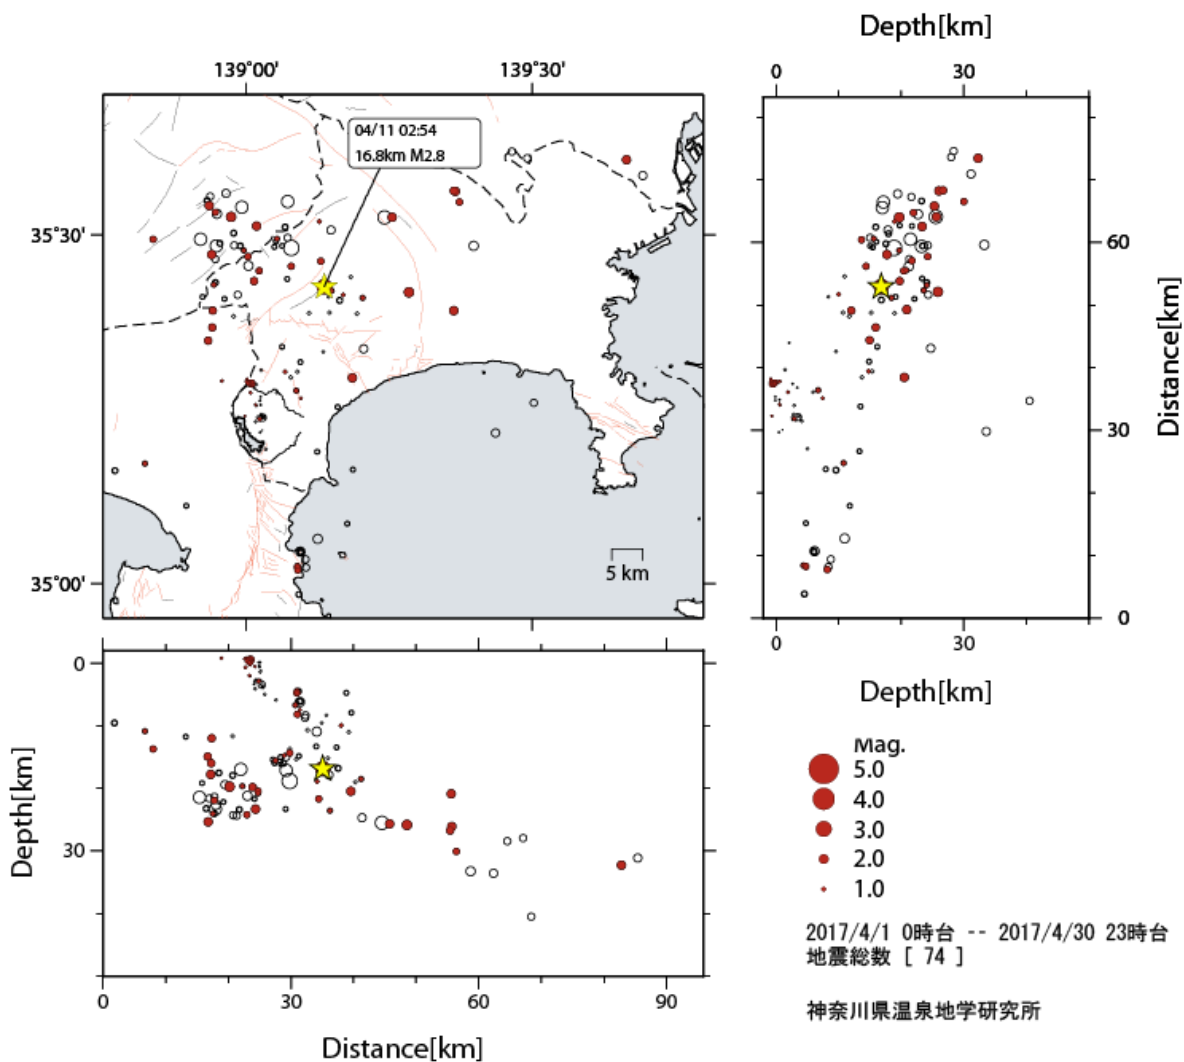 Depth[km]
0 30
139°00' 139°30'
04/11 02:54
16.8km M2.8
35°30'
60
Distance[km]
30
5 km
35°00'
0
0 30
Depth[km]
0
Depth[km]
30
0 30 60 90
Distance[km]
Mag.
5.0
4.0
3.0
2.0
1.0
2017/4/1 0時台 -- 2017/4/30 23時台
地震総数 [ 74 ]
神奈川県温泉地学研究所